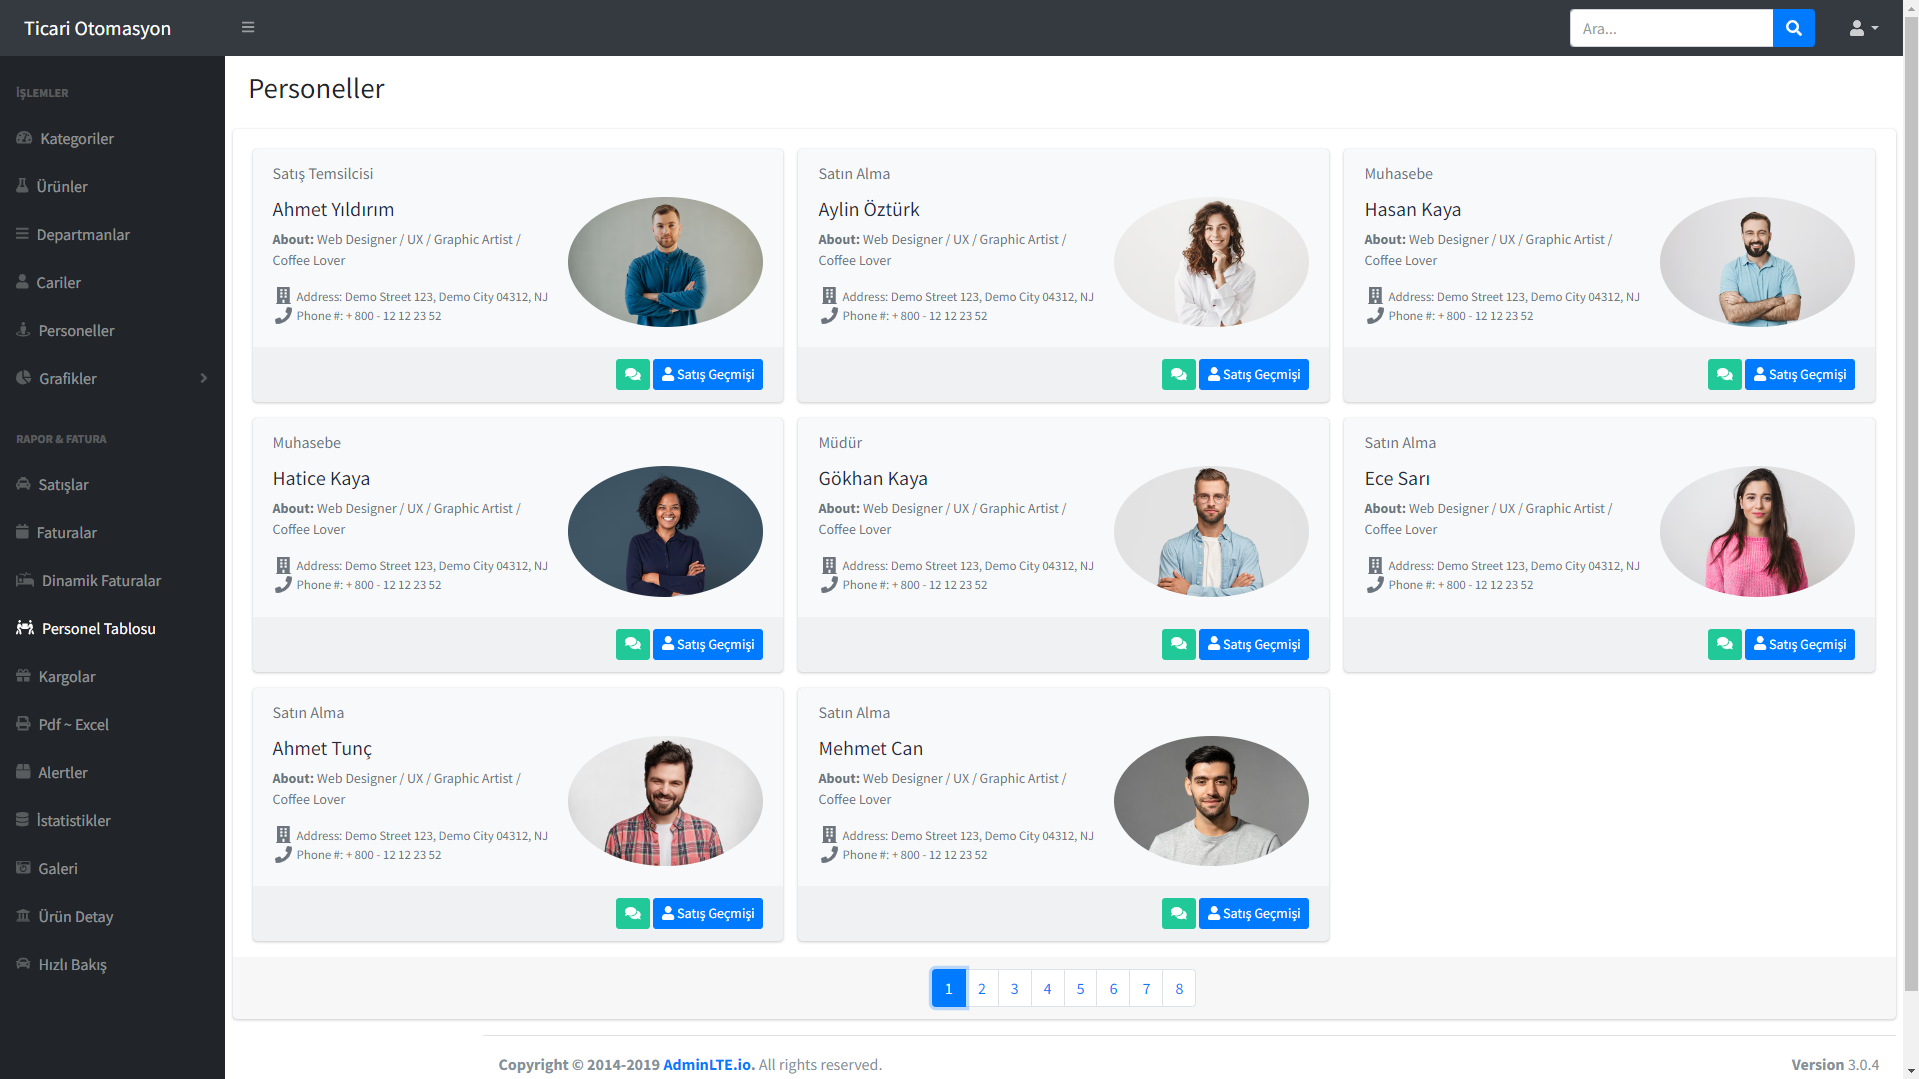 Ticari Otomasyon
Ara...
İŞLEMLER
Kategoriler
Ürünler
Departmanlar
Cariler
Personeller
Grafikler
RAPOR & FATURA
Satışlar
Faturalar
Dinamik Faturalar
Personel Tablosu
Kargolar
Pdf ~ Excel
Alertler
İstatistikler
Galeri
Ürün Detay
Hızlı Bakış
Personeller
Satış Temsilcisi
Ahmet Yıldırım
About: Web Designer / UX / Graphic Artist /
Coffee Lover
Address: Demo Street 123, Demo City 04312, NJ
Phone #: + 800 - 12 12 23 52
Satış Geçmişi
Satın Alma
Aylin Öztürk
About: Web Designer / UX / Graphic Artist /
Coffee Lover
Address: Demo Street 123, Demo City 04312, NJ
Phone #: + 800 - 12 12 23 52
Satış Geçmişi
Muhasebe
Hasan Kaya
About: Web Designer / UX / Graphic Artist /
Coffee Lover
Address: Demo Street 123, Demo City 04312, NJ
Phone #: + 800 - 12 12 23 52
Satış Geçmişi
Muhasebe
Hatice Kaya
About: Web Designer / UX / Graphic Artist /
Coffee Lover
Address: Demo Street 123, Demo City 04312, NJ
Phone #: + 800 - 12 12 23 52
Satış Geçmişi
Müdür
Gökhan Kaya
About: Web Designer / UX / Graphic Artist /
Coffee Lover
Address: Demo Street 123, Demo City 04312, NJ
Phone #: + 800 - 12 12 23 52
Satış Geçmişi
Satın Alma
Ece Sarı
About: Web Designer / UX / Graphic Artist /
Coffee Lover
Address: Demo Street 123, Demo City 04312, NJ
Phone #: + 800 - 12 12 23 52
Satış Geçmişi
Satın Alma
Ahmet Tunç
About: Web Designer / UX / Graphic Artist /
Coffee Lover
Address: Demo Street 123, Demo City 04312, NJ
Phone #: + 800 - 12 12 23 52
Satış Geçmişi
Satın Alma
Mehmet Can
About: Web Designer / UX / Graphic Artist /
Coffee Lover
Address: Demo Street 123, Demo City 04312, NJ
Phone #: + 800 - 12 12 23 52
Satış Geçmişi
1 2 3 4 5 6 7 8
Copyright © 2014-2019 AdminLTE.io. All rights reserved.
Version 3.0.4